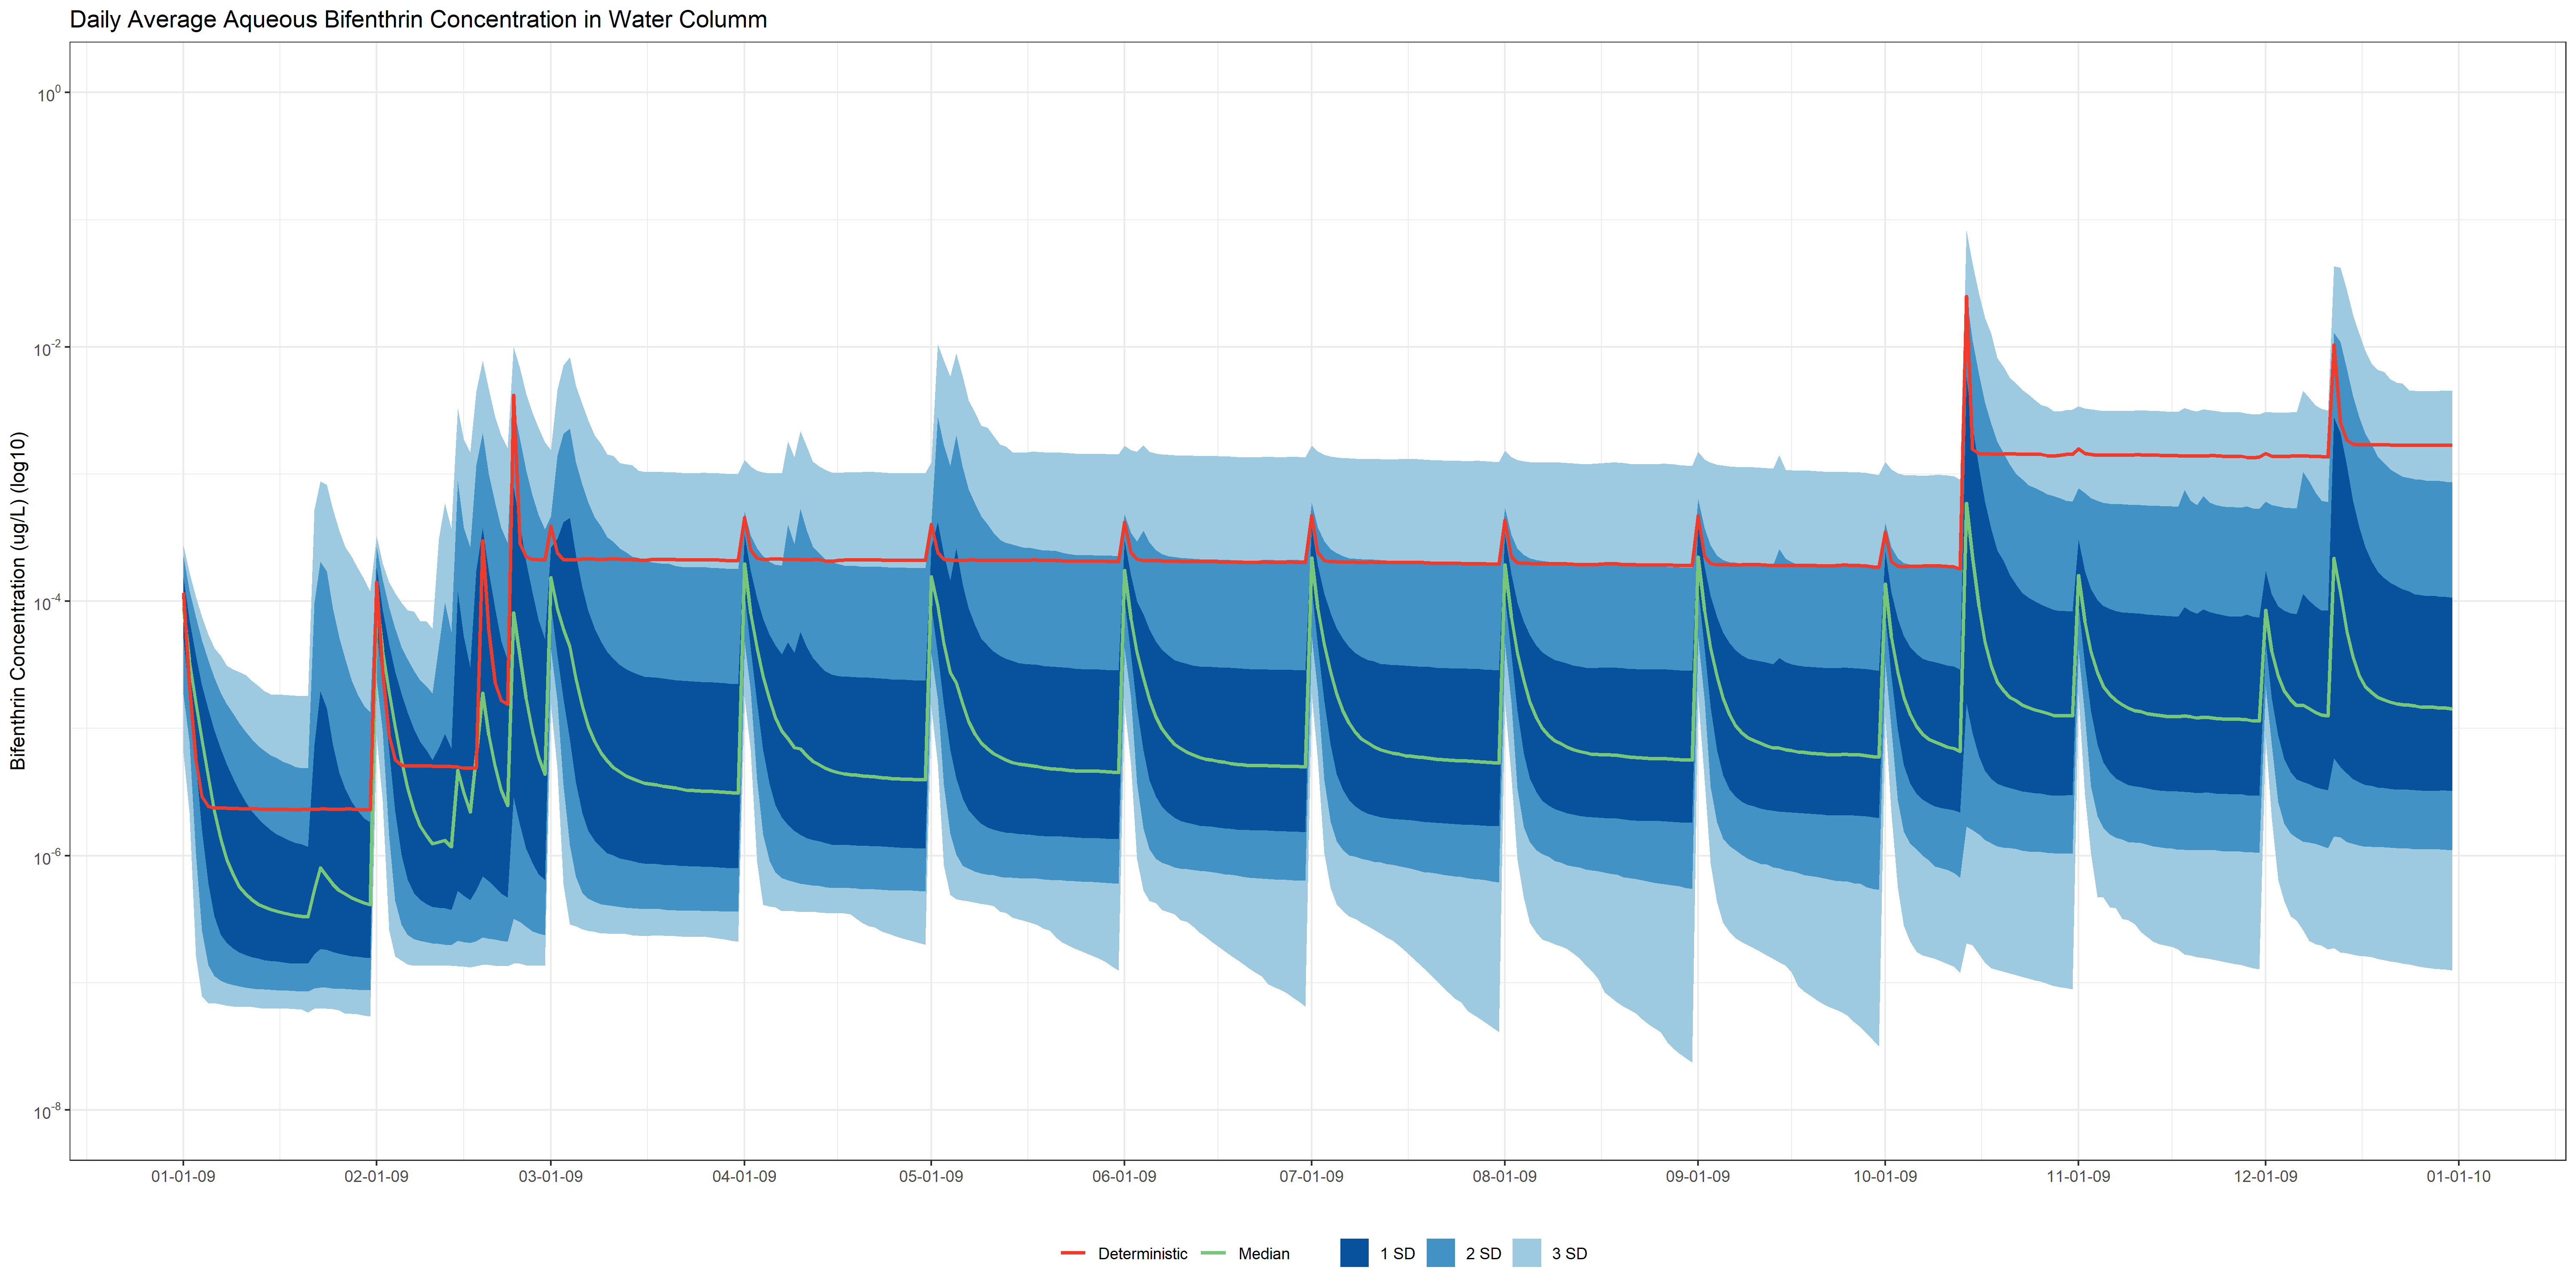 Daily Average Aqueous Bifenthrin Concentration in Water Columm
Bifenthrin Concentration (ug/L) (log10)
10^0
10^-2
10^-4
10^-6
10^-8
01-01-09 02-01-09 03-01-09 04-01-09 05-01-09 06-01-09 07-01-09 08-01-09 09-01-09 10-01-09 11-01-09 12-01-09 01-01-10
Deterministic Median 1 SD 2 SD 3 SD